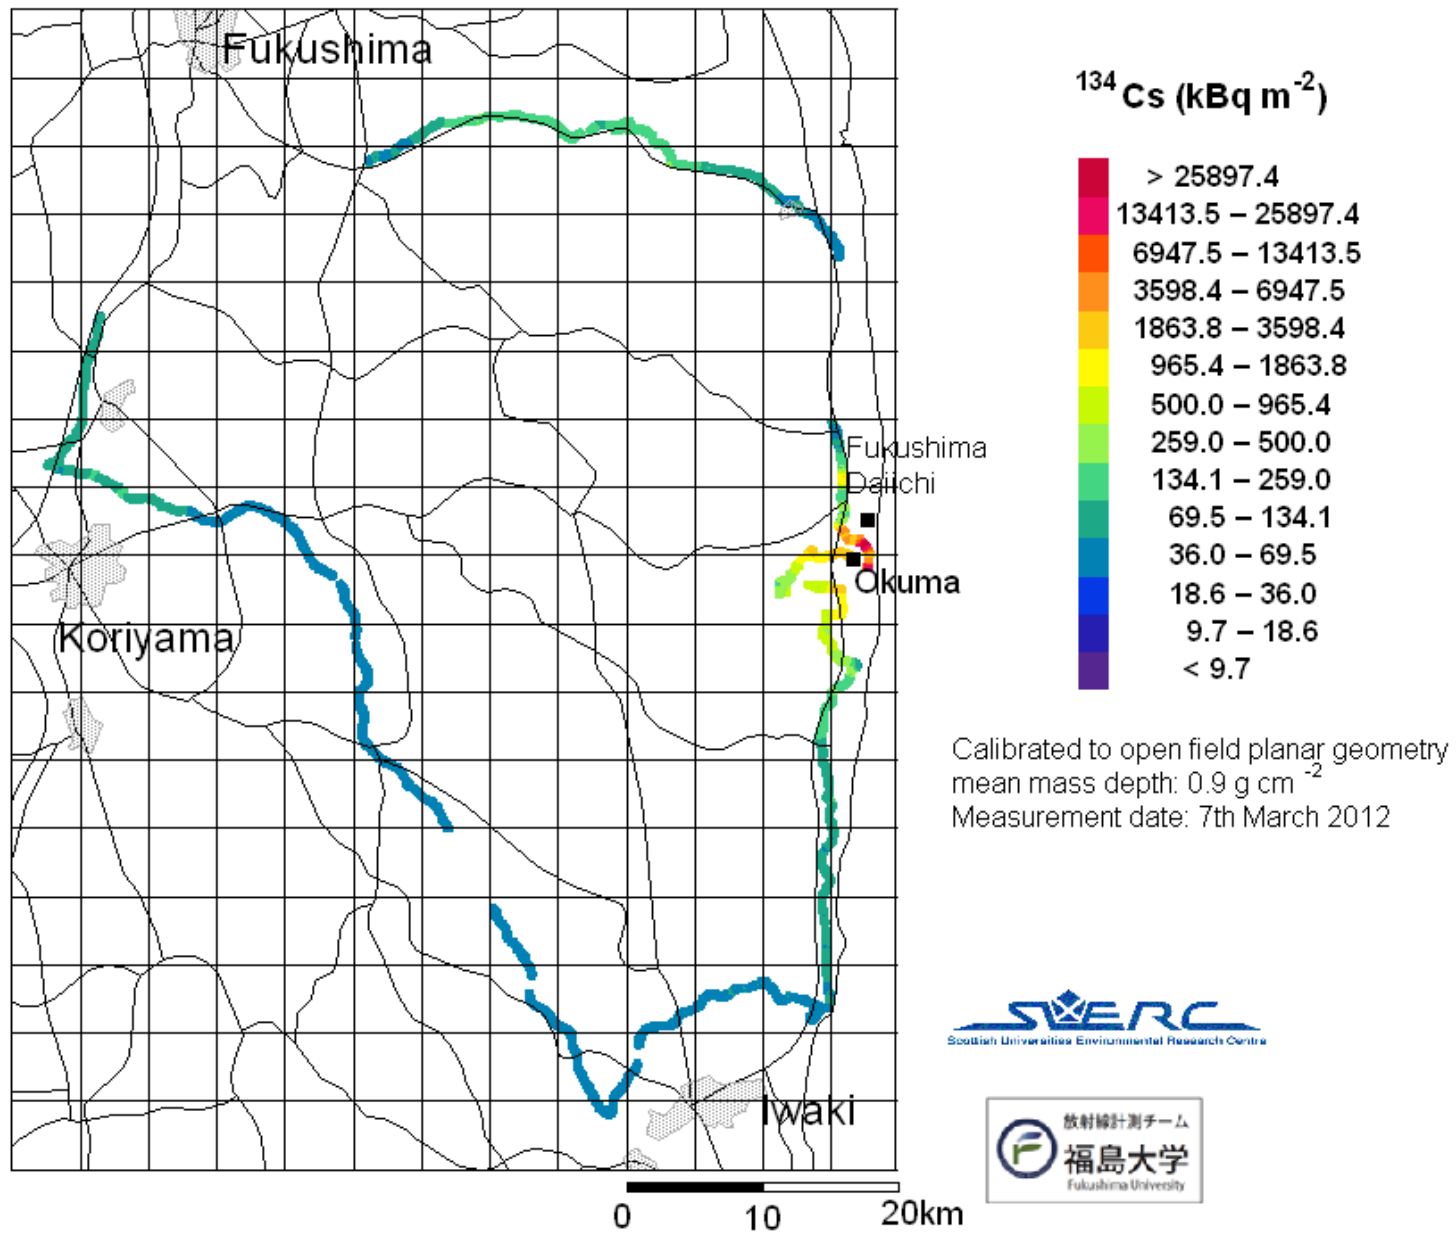 Fukushima
Fukushima
Daiichi
Okuma
Koriyama
Iwaki
0 10 20km
¹³⁴Cs (kBq m⁻²)
> 25897.4
13413.5 – 25897.4
6947.5 – 13413.5
3598.4 – 6947.5
1863.8 – 3598.4
965.4 – 1863.8
500.0 – 965.4
259.0 – 500.0
134.1 – 259.0
69.5 – 134.1
36.0 – 69.5
18.6 – 36.0
9.7 – 18.6
< 9.7
Calibrated to open field planar geometry
mean mass depth: 0.9 g cm⁻²
Measurement date: 7th March 2012
SUERC
Scottish Universities Environmental Research Centre
放射線計測チーム
福島大学
Fukushima University